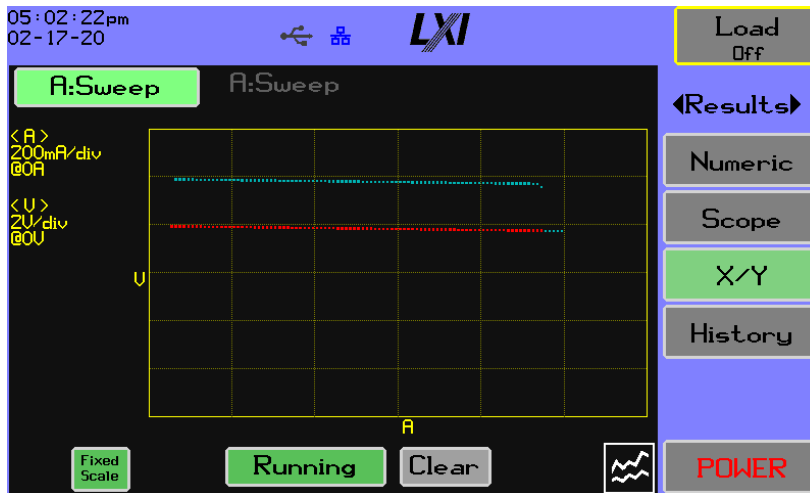 05:02:22pm
02-17-20
LXI
Load
Off
A:Sweep
A:Sweep
Results
<A>
200mA/div
@0A
<V>
2V/div
@0V
V
A
Numeric
Scope
X/Y
History
Fixed
Scale
Running
Clear
POWER